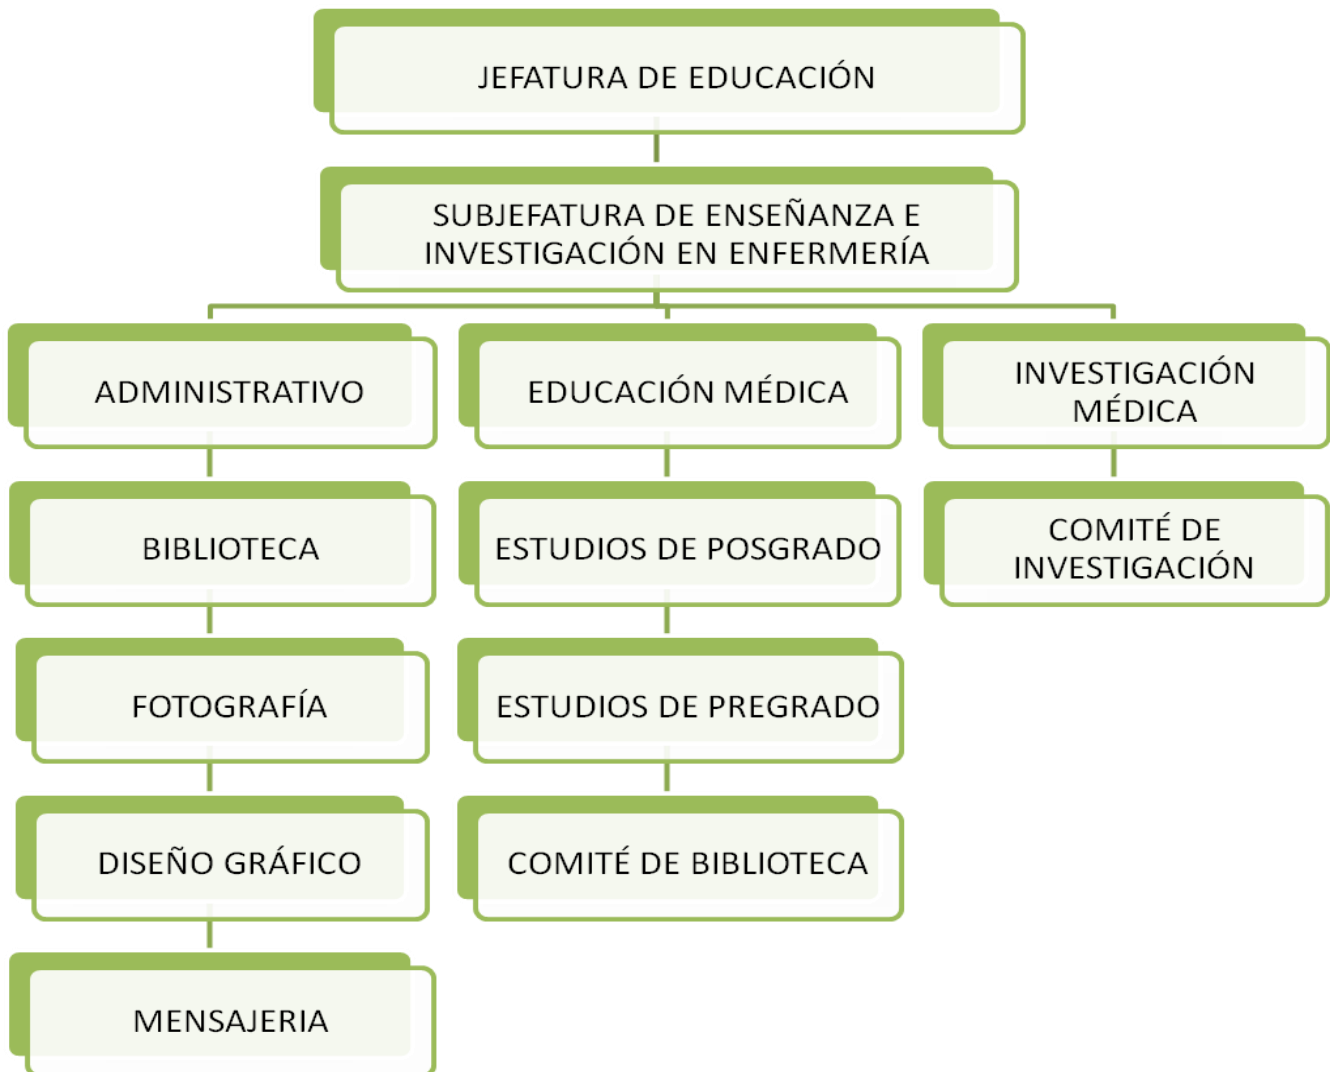 JEFATURA DE EDUCACIÓN
SUBJEFATURA DE ENSEÑANZA E
INVESTIGACIÓN EN ENFERMERÍA
ADMINISTRATIVO
EDUCACIÓN MÉDICA
INVESTIGACIÓN
MÉDICA
BIBLIOTECA
ESTUDIOS DE POSGRADO
COMITÉ DE
INVESTIGACIÓN
FOTOGRAFÍA
ESTUDIOS DE PREGRADO
DISEÑO GRÁFICO
COMITÉ DE BIBLIOTECA
MENSAJERIA